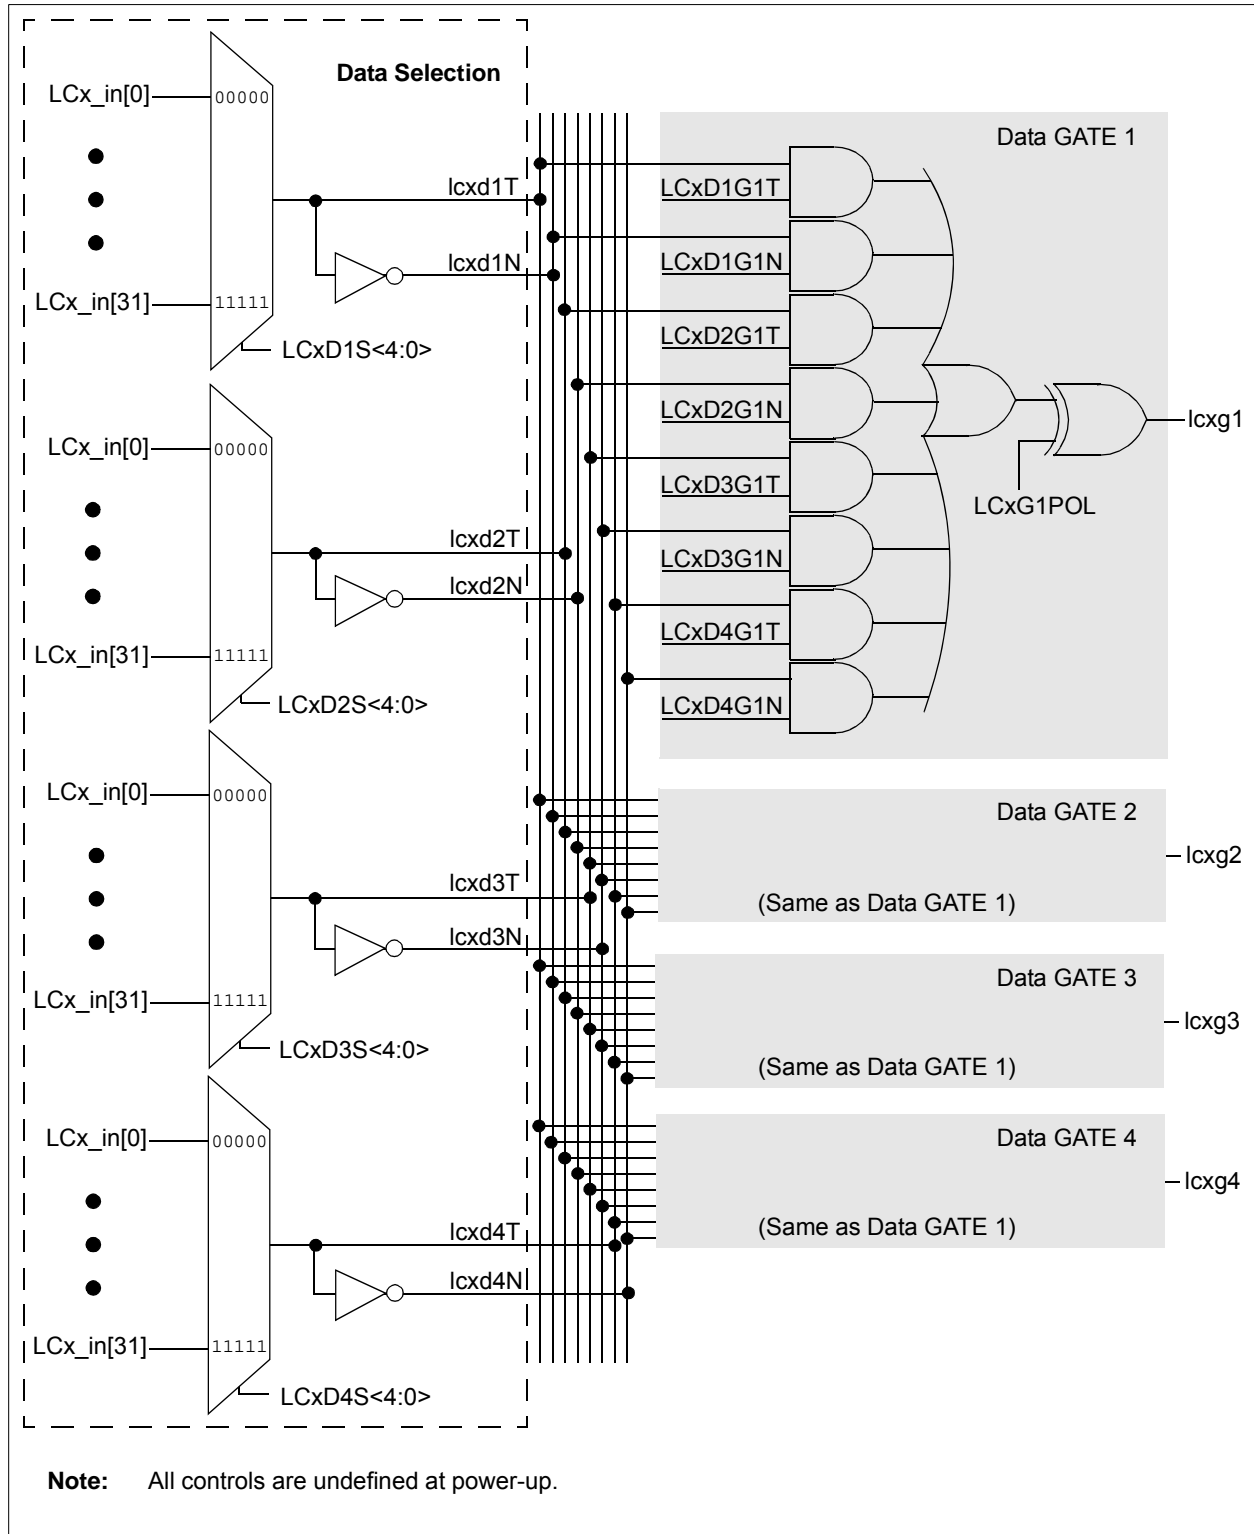 Data Selection
LCx_in[0]
00000
LCx_in[31]
11111
LCxD1S<4:0>
lcxd1T
lcxd1N
LCx_in[0]
00000
LCx_in[31]
11111
LCxD2S<4:0>
lcxd2T
lcxd2N
LCx_in[0]
00000
LCx_in[31]
11111
LCxD3S<4:0>
lcxd3T
lcxd3N
LCx_in[0]
00000
LCx_in[31]
11111
LCxD4S<4:0>
lcxd4T
lcxd4N
Data GATE 1
LCxD1G1T
LCxD1G1N
LCxD2G1T
LCxD2G1N
LCxD3G1T
LCxD3G1N
LCxD4G1T
LCxD4G1N
LCxG1POL
lcxg1
Data GATE 2
(Same as Data GATE 1)
lcxg2
Data GATE 3
(Same as Data GATE 1)
lcxg3
Data GATE 4
(Same as Data GATE 1)
lcxg4
Note: All controls are undefined at power-up.